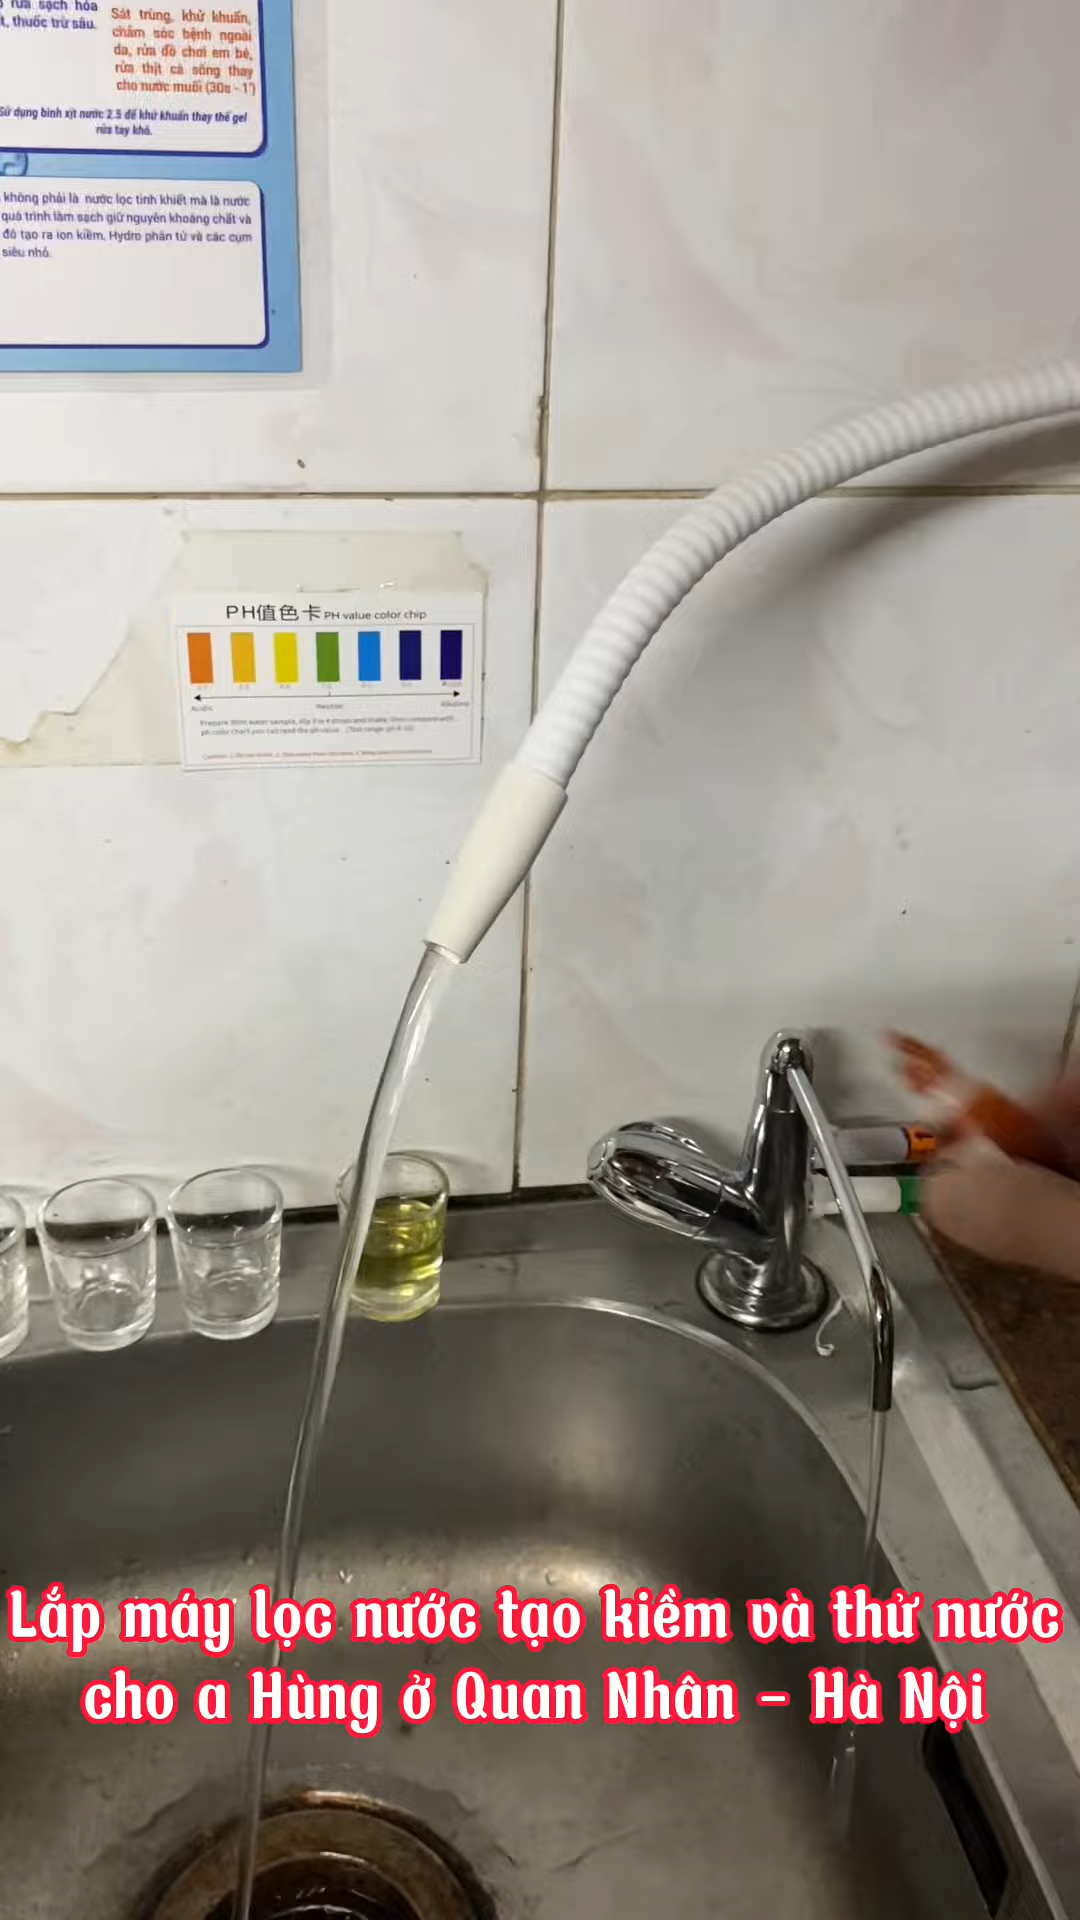 rửa sạch hóa
t, thuốc trừ sâu.
Sát trùng, khử khuẩn,
chăm sóc bệnh ngoài
da, rửa đồ chơi em bé,
rửa thịt cá sống thay
cho nước muối (30s - 1')
Sử dụng bình xịt nước 2.5 để khử khuẩn thay thế gel
rửa tay khô.
không phải là nước lọc tinh khiết mà là nước
quá trình làm sạch giữ nguyên khoáng chất và
đó tạo ra ion kiềm, Hydro phân tử và các cụm
siêu nhỏ.
PH值色卡 PH value color chip
Acidic Neutral Alkaline
Lắp máy lọc nước tạo kiềm và thử nước
cho a Hùng ở Quan Nhân – Hà Nội